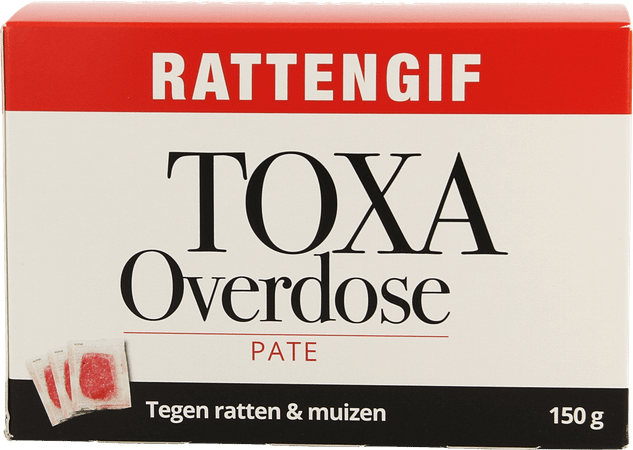 RATTENGIF
TOXA
Overdose
PATE
Tegen ratten & muizen
150 g